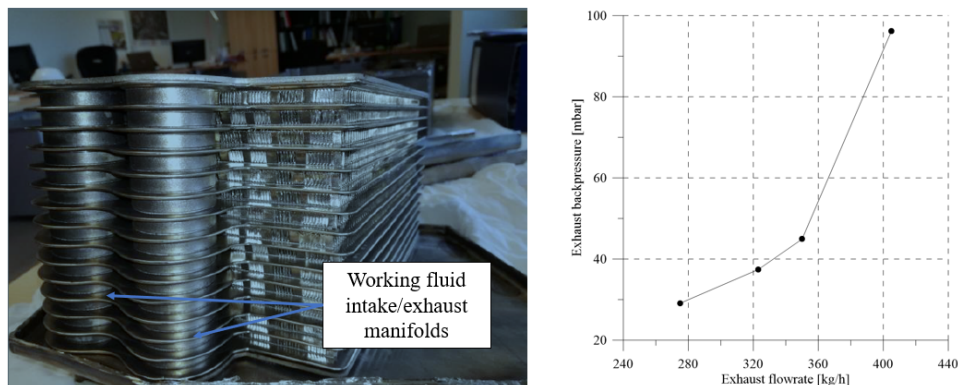 Working fluid
intake/exhaust
manifolds
Exhaust backpressure [mbar]
100
80
60
40
20
240
280
320
360
400
440
Exhaust flowrate [kg/h]